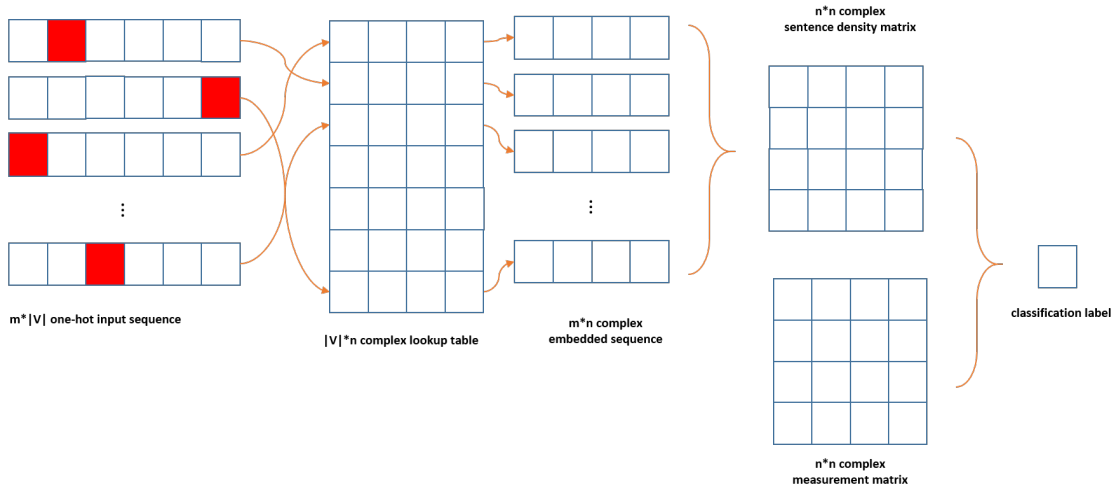 n*n complex
sentence density matrix
⋮
⋮
m*|V| one-hot input sequence
|V|*n complex lookup table
m*n complex
embedded sequence
classification label
n*n complex
measurement matrix